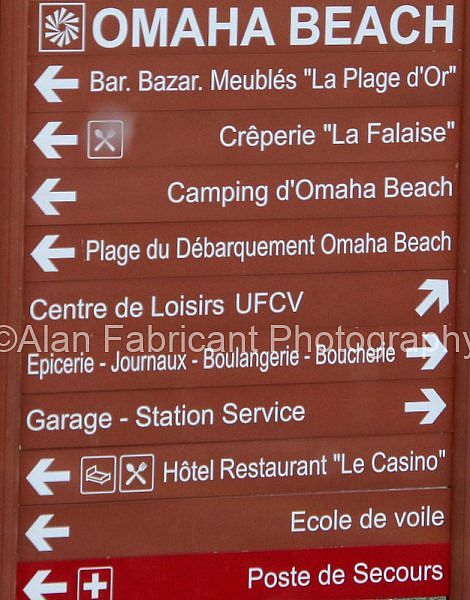 OMAHA BEACH
Bar. Bazar. Meublés "La Plage d'Or"
Crêperie "La Falaise"
Camping d'Omaha Beach
Plage du Débarquement Omaha Beach
Centre de Loisirs UFCV
©Alan Fabricant Photography
Epicerie - Journaux - Boulangerie - Boucherie
Garage - Station Service
Hôtel Restaurant "Le Casino"
Ecole de voile
Poste de Secours